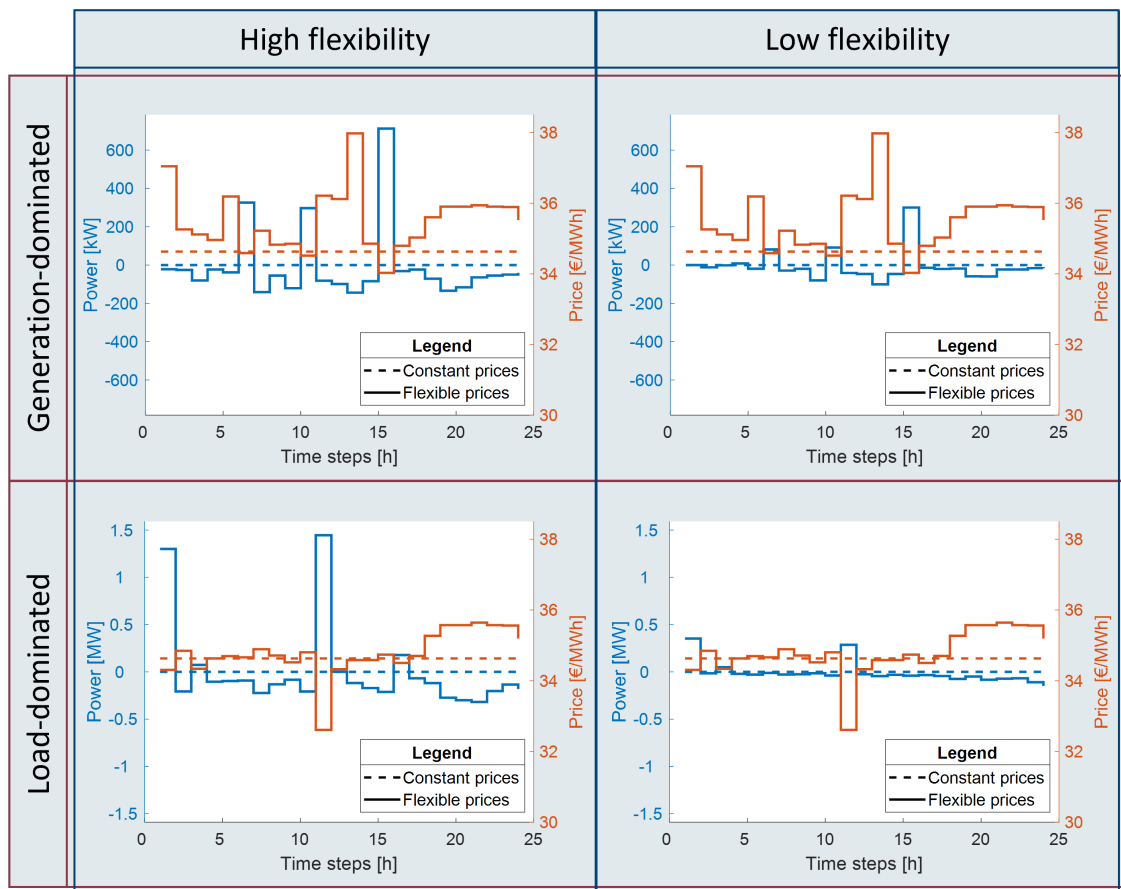 High flexibility
Low flexibility
Generation-dominated
Power [kW]
600
400
200
0
-200
-400
-600
38
36
34
32
30
Price [€/MWh]
Legend
Constant prices
Flexible prices
0 5 10 15 20 25
Time steps [h]
Power [kW]
600
400
200
0
-200
-400
-600
38
36
34
32
30
Price [€/MWh]
Legend
Constant prices
Flexible prices
0 5 10 15 20 25
Time steps [h]
Load-dominated
Power [MW]
1.5
1
0.5
0
-0.5
-1
-1.5
38
36
34
32
30
Price [€/MWh]
Legend
Constant prices
Flexible prices
0 5 10 15 20 25
Time steps [h]
Power [MW]
1.5
1
0.5
0
-0.5
-1
-1.5
38
36
34
32
30
Price [€/MWh]
Legend
Constant prices
Flexible prices
0 5 10 15 20 25
Time steps [h]